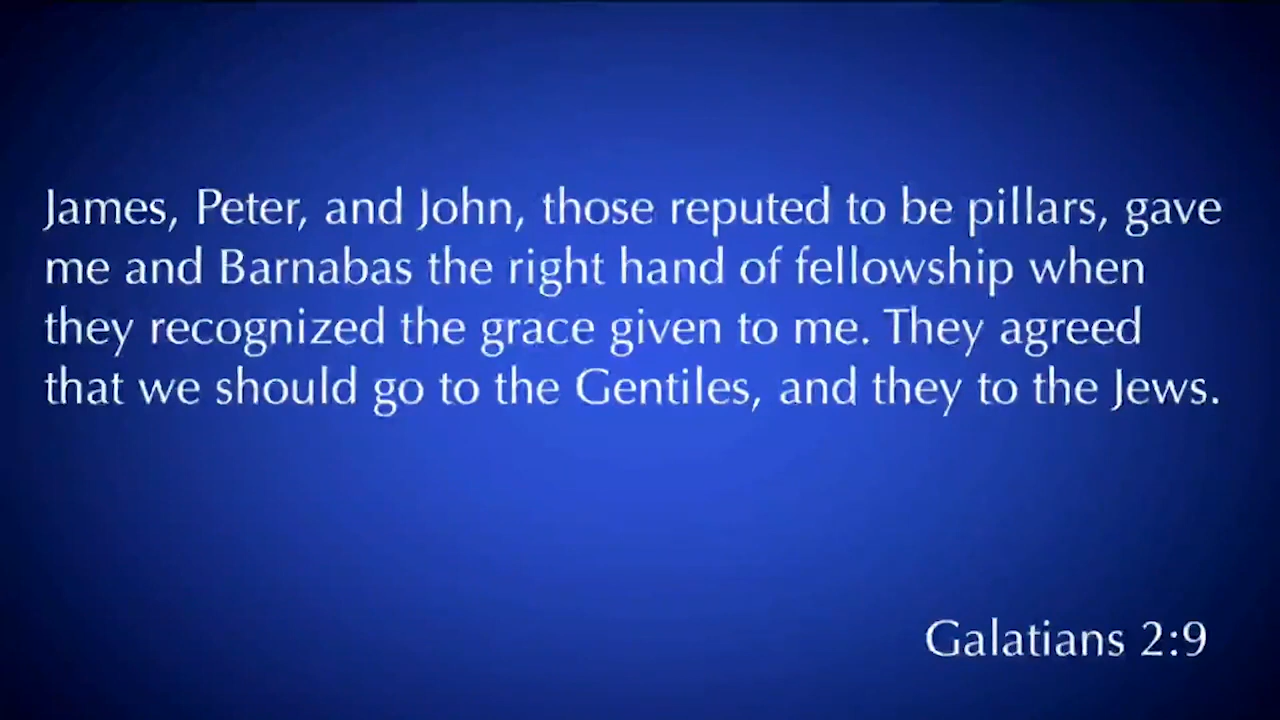 James, Peter, and John, those reputed to be pillars, gave
me and Barnabas the right hand of fellowship when
they recognized the grace given to me. They agreed
that we should go to the Gentiles, and they to the Jews.
Galatians 2:9